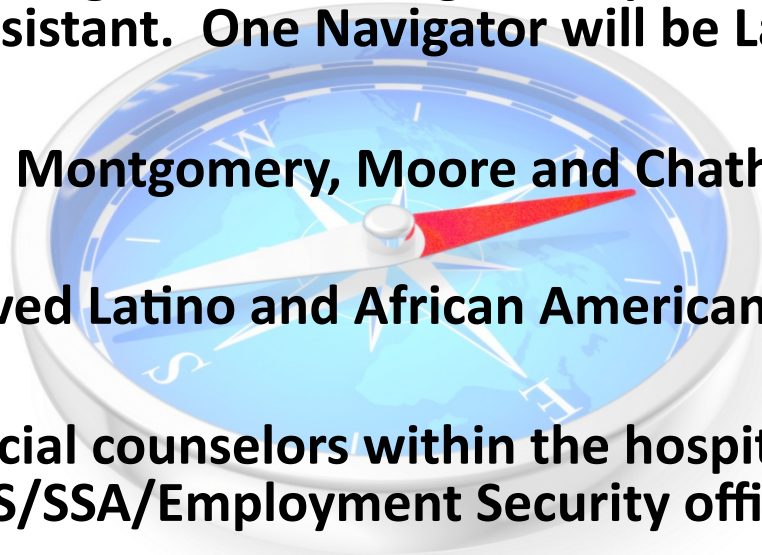 sistant. One Navigator will be La
Montgomery, Moore and Chath
W
ved Latino and African American
S
E
cial counselors within the hospit
S/SSA/Employment Security offi